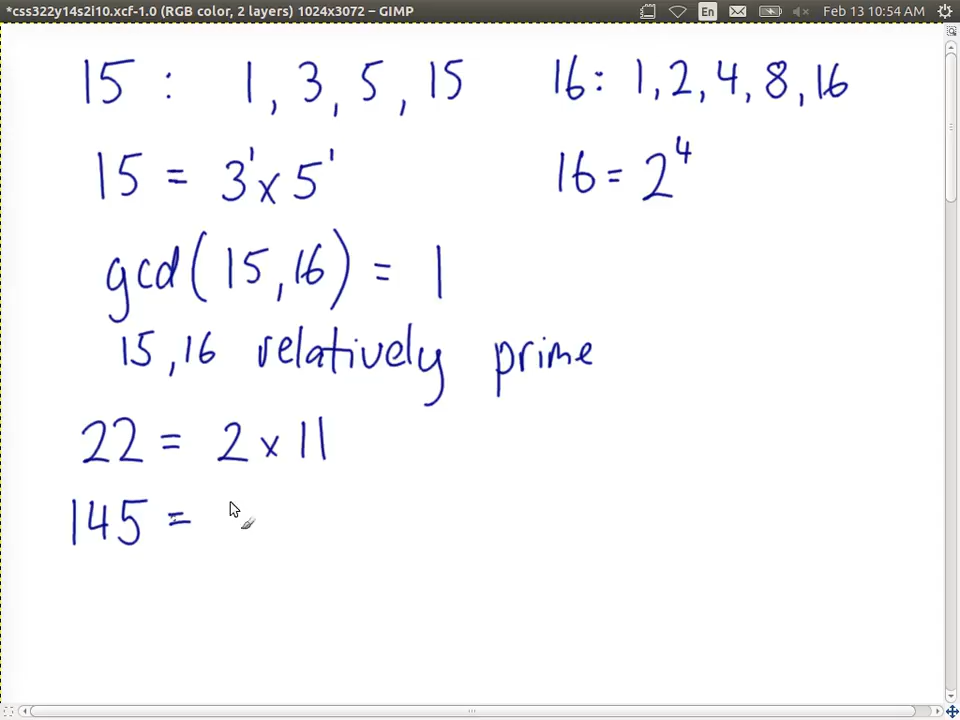 *css322y14s2i10.xcf-1.0 (RGB color, 2 layers) 1024x3072 – GIMP En Feb 13 10:54 AM
15 : 1, 3, 5, 15 16: 1, 2, 4, 8, 16
15 = 3¹ x 5¹ 16 = 2⁴
gcd(15,16) = 1
15,16 relatively prime
22 = 2 x 11
145 =